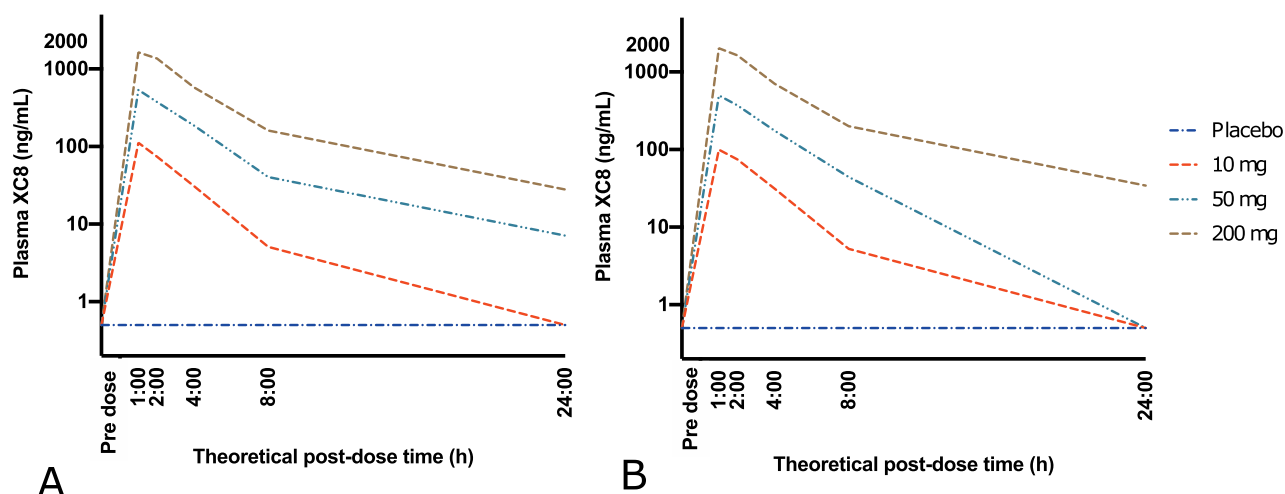 2000
1000
100
10
1
Plasma XC8 (ng/mL)
Pre dose
1:00
2:00
4:00
8:00
24:00
Theoretical post-dose time (h)
A
2000
1000
100
10
1
Plasma XC8 (ng/mL)
Pre dose
1:00
2:00
4:00
8:00
24:00
Theoretical post-dose time (h)
B
Placebo
10 mg
50 mg
200 mg